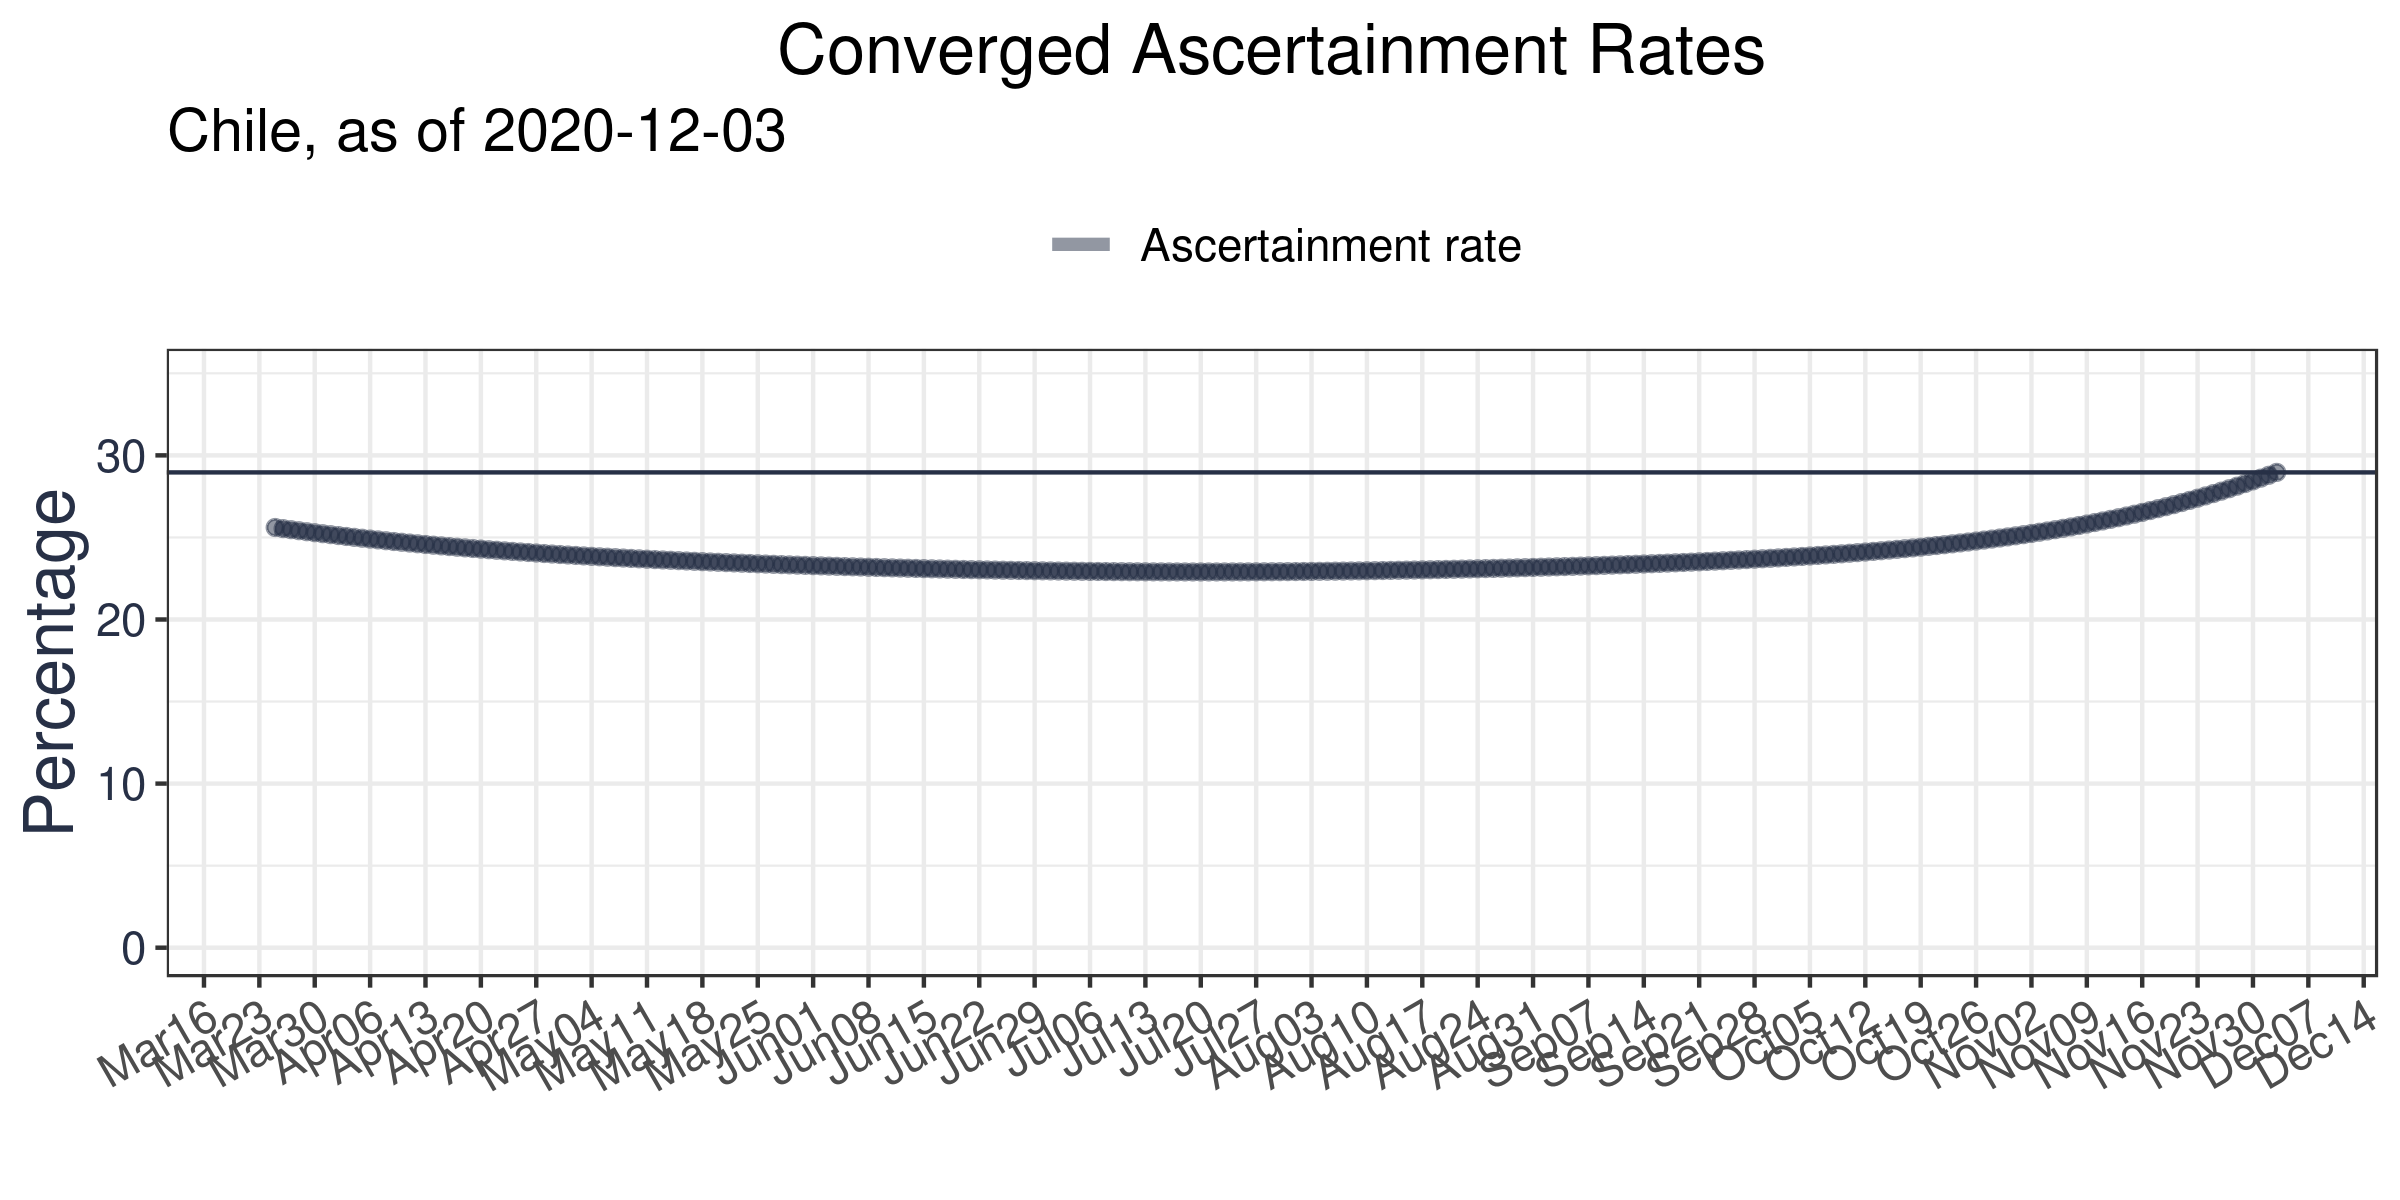 Converged Ascertainment Rates
Chile, as of 2020-12-03
Ascertainment rate
Percentage
30
20
10
0
Mar16
Mar23
Mar30
Apr06
Apr13
Apr20
Apr27
May04
May11
May18
May25
Jun01
Jun08
Jun15
Jun22
Jun29
Jul06
Jul13
Jul20
Jul27
Aug03
Aug10
Aug17
Aug24
Aug31
Sep07
Sep14
Sep21
Sep28
Oct05
Oct12
Oct19
Oct26
Nov02
Nov09
Nov16
Nov23
Nov30
Dec07
Dec14